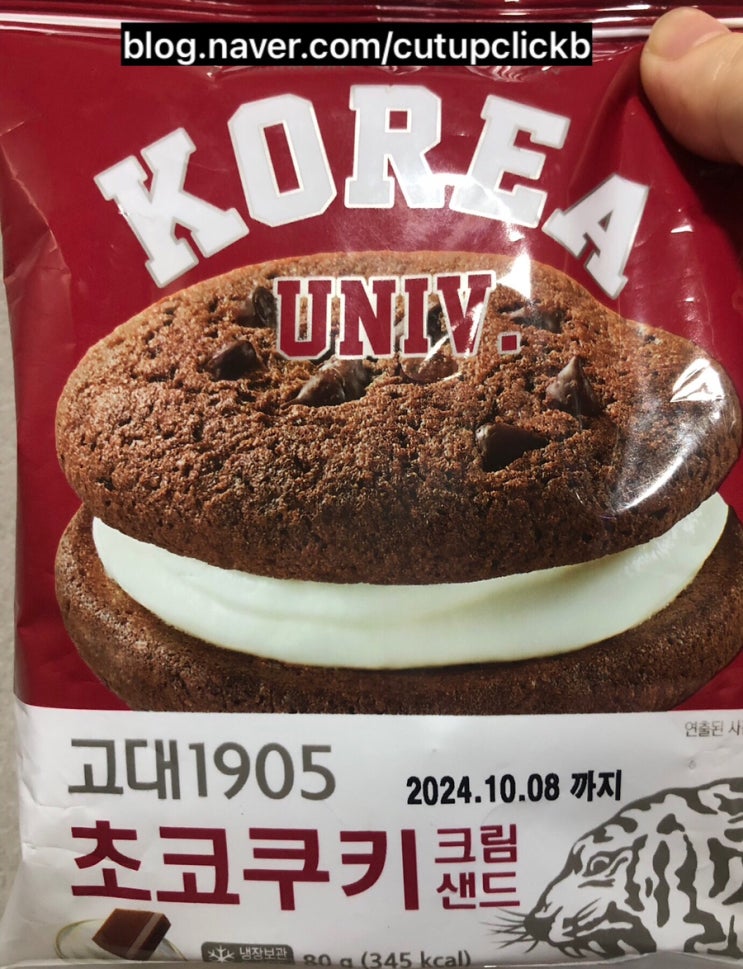 blog.naver.com/cutupclickb
KOREA
UNIV.
연출된
고대1905
2024.10.08 까지
초코쿠키
크림
샌드
냉장보관
80 g (345 kcal)